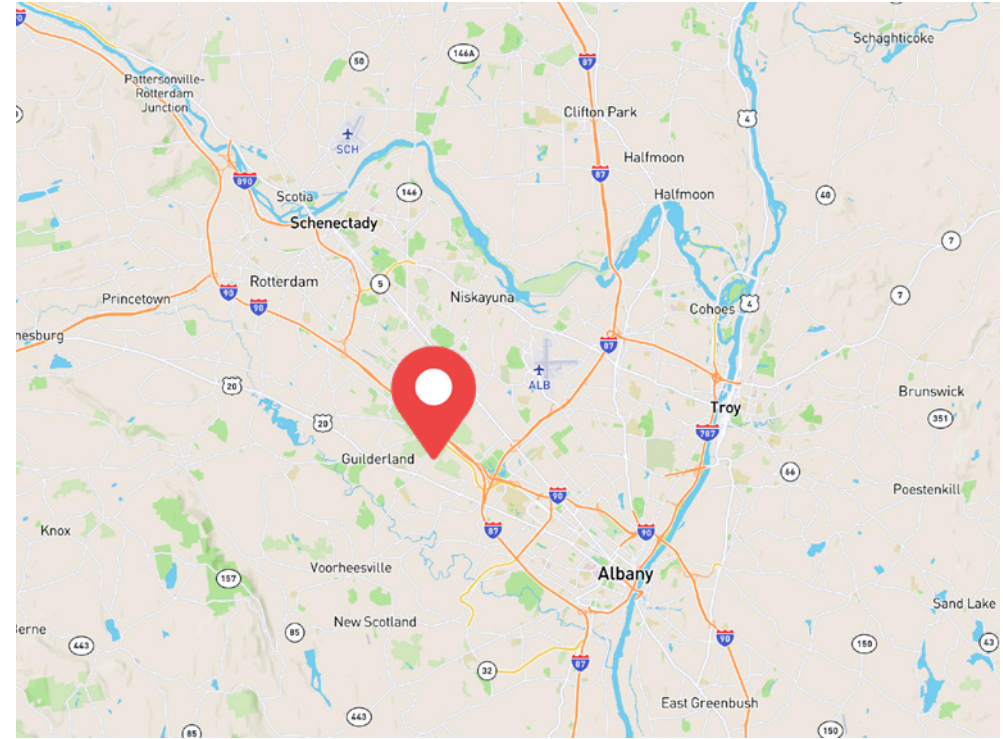 90
Schaghticoke
146A
50
87
Pattersonville-
Rotterdam
Junction
Clifton Park
4
SCH
Halfmoon
87
890
146
Halfmoon
40
Scotia
Schenectady
7
Rotterdam
5
90
Princetown
90
Niskayuna
7
Cohoes
4
nesburg
87
ALB
20
Brunswick
Troy
351
20
787
Guilderland
66
90
Poestenkill
Knox
87
90
Voorheesville
157
Albany
Sand Lake
New Scotland
Berne
85
90
443
150
43
87
32
East Greenbush
443
150
85